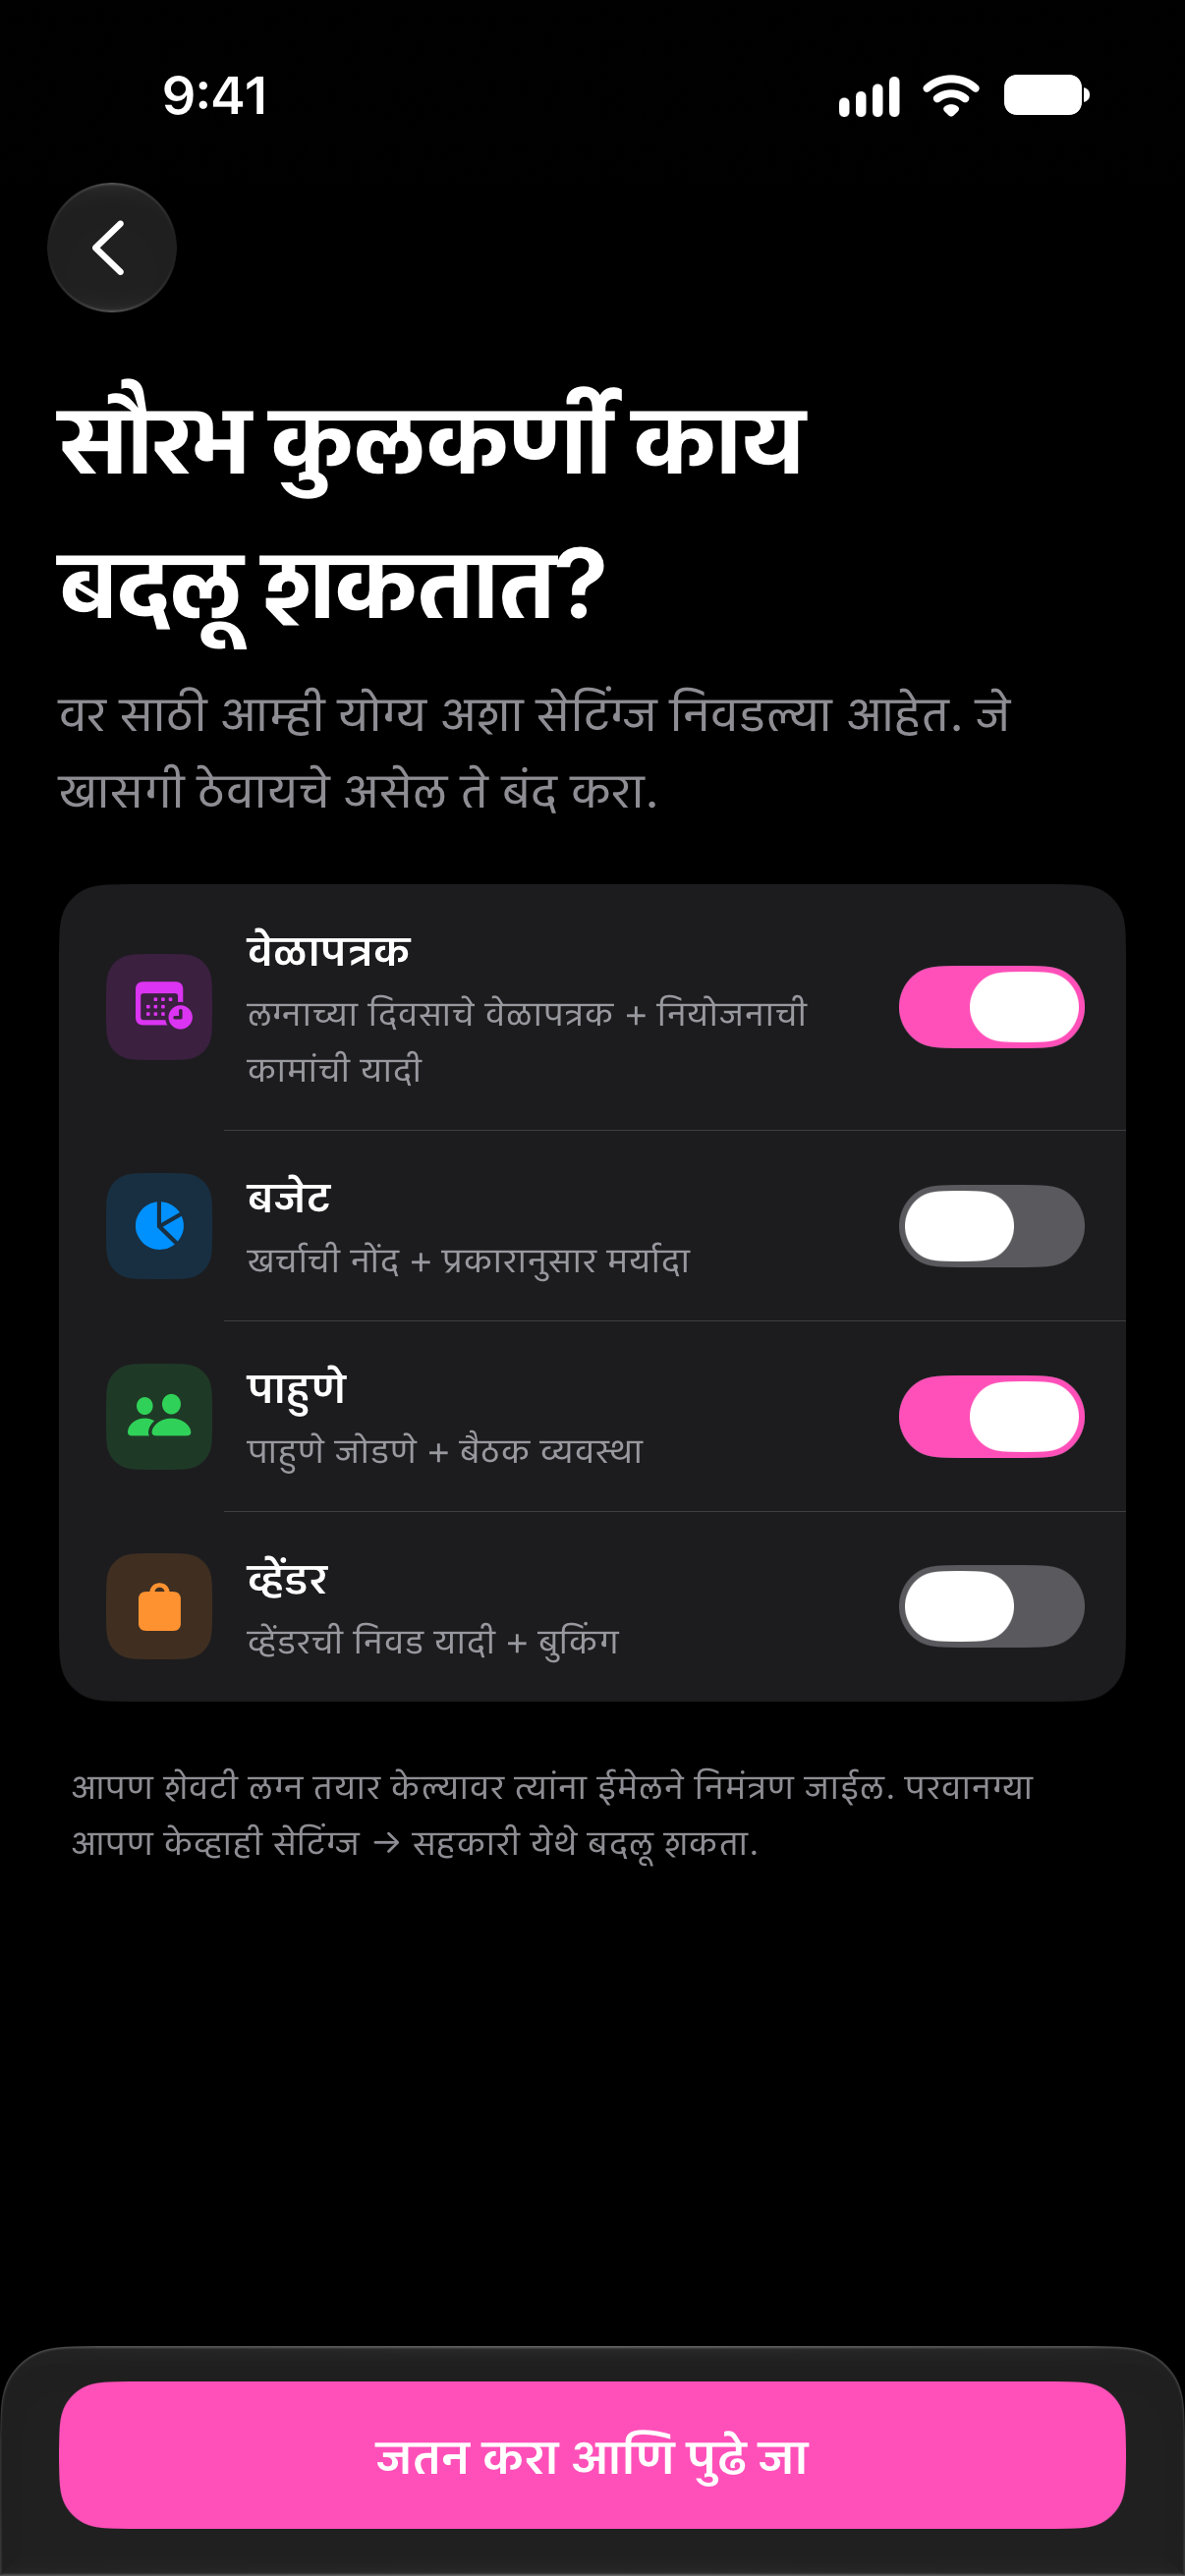 9:41
सौरभ कुलकर्णी काय
बदलू शकतात?
वर साठी आम्ही योग्य अशा सेटिंग्ज निवडल्या आहेत. जे
खासगी ठेवायचे असेल ते बंद करा.
वेळापत्रक
लग्नाच्या दिवसाचे वेळापत्रक + नियोजनाची
कामांची यादी
बजेट
खर्चाची नोंद + प्रकारानुसार मर्यादा
पाहुणे
पाहुणे जोडणे + बैठक व्यवस्था
व्हेंडर
व्हेंडरची निवड यादी + बुकिंग
आपण शेवटी लग्न तयार केल्यावर त्यांना ईमेलने निमंत्रण जाईल. परवानग्या
आपण केव्हाही सेटिंग्ज → सहकारी येथे बदलू शकता.
जतन करा आणि पुढे जा